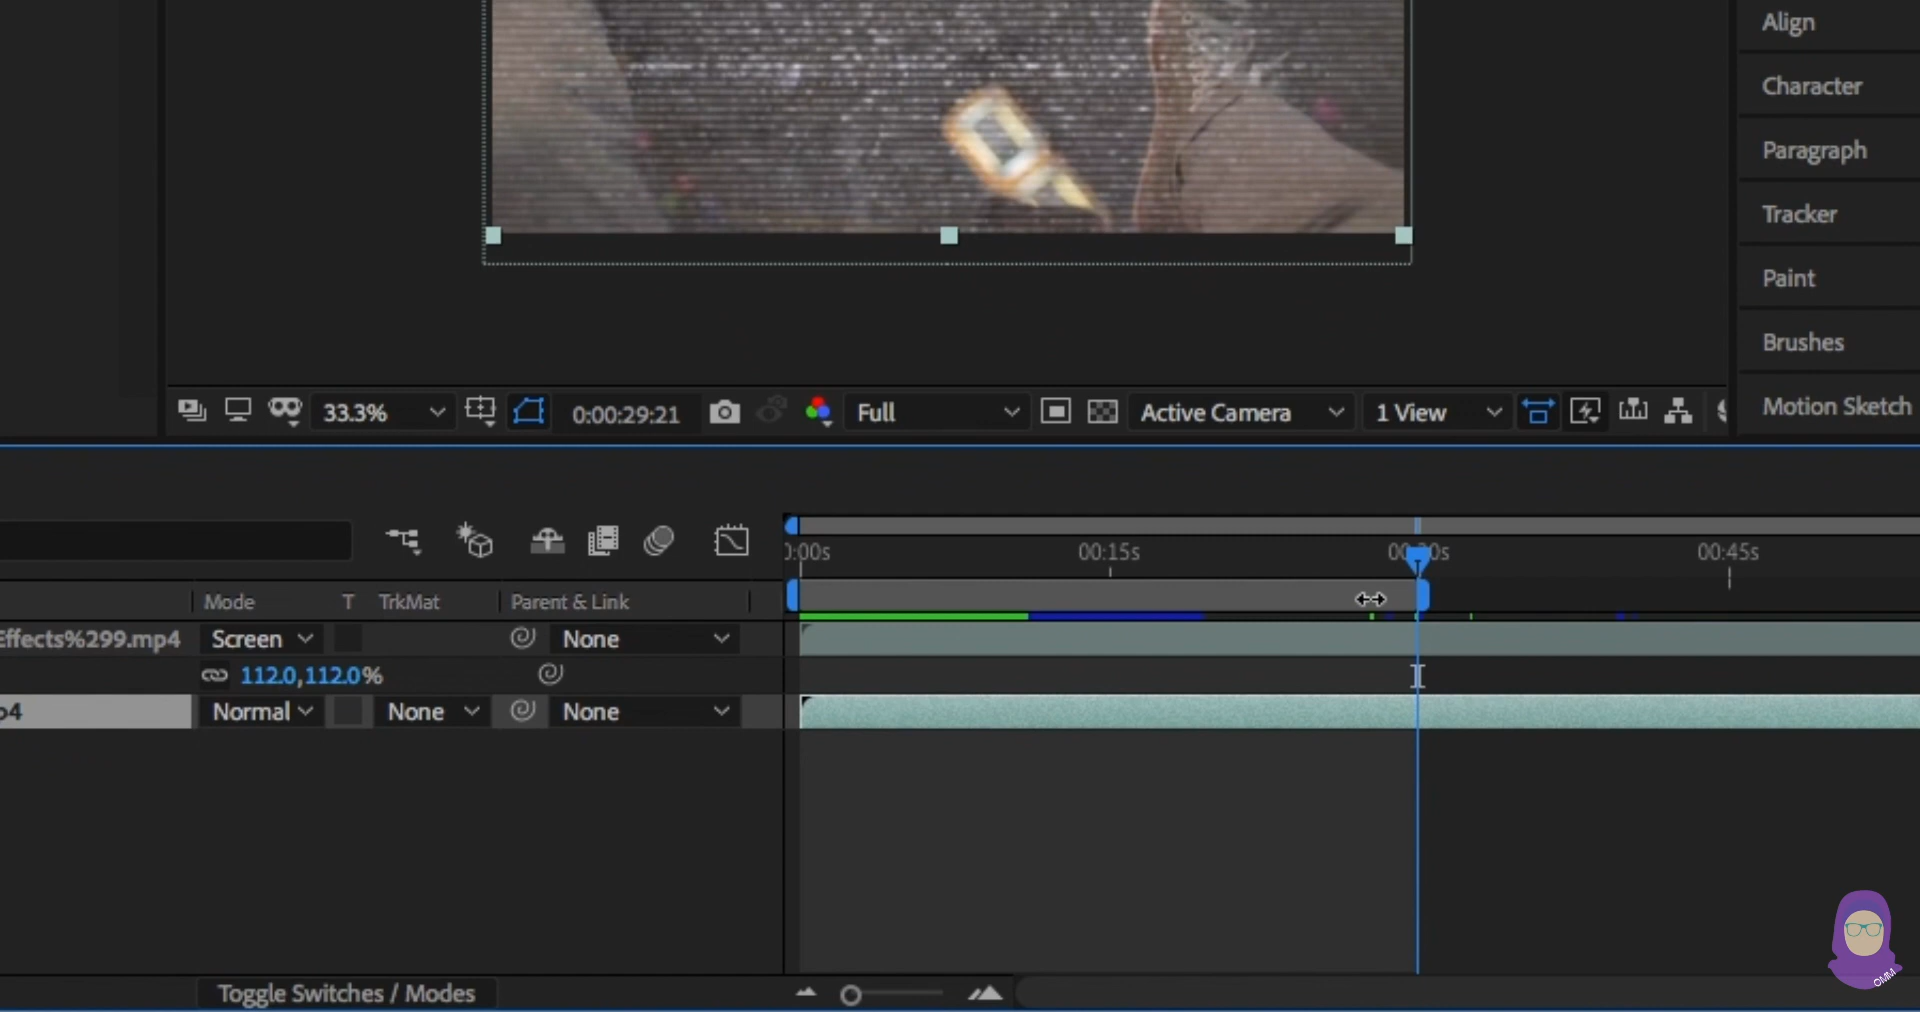 Align
Character
Paragraph
Tracker
Paint
Brushes
Motion Sketch
33.3%
0:00:29:21
Full
Active Camera
1 View
0:00s
00:15s
00:30s
00:45s
Mode T TrkMat Parent & Link
Effects%299.mp4 Screen None
112.0,112.0%
p4 Normal None None
Toggle Switches / Modes
OMM